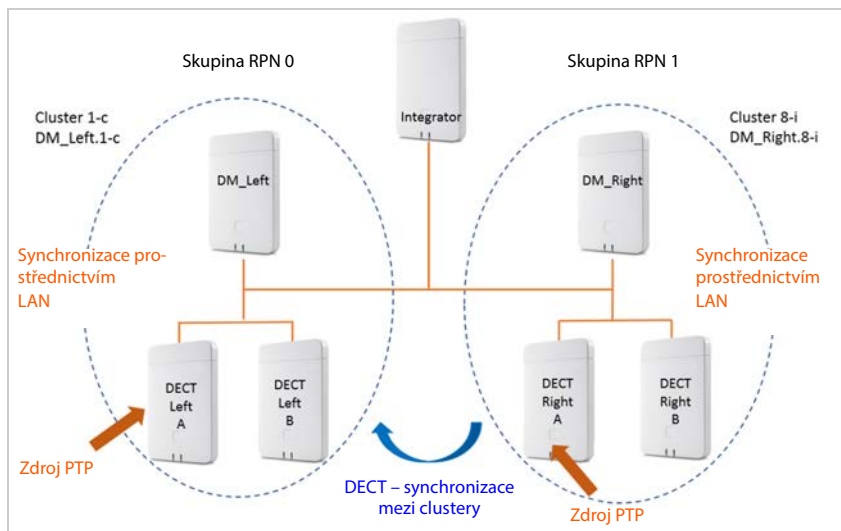 Skupina RPN 0
Skupina RPN 1
Cluster 1-c
DM_Left.1-c
Integrator
Cluster 8-i
DM_Right.8-i
DM_Left
DM_Right
Synchronizace pro-
střednictvím
LAN
Synchronizace
prostřednictvím
LAN
DECT
Left
A
DECT
Left
B
DECT
Right
A
DECT
Right
B
Zdroj PTP
DECT – synchronizace
mezi clustery
Zdroj PTP